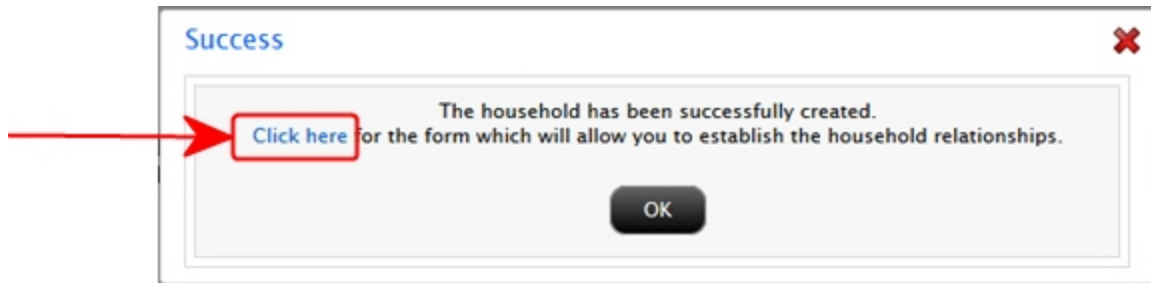 Success
The household has been successfully created.
Click here for the form which will allow you to establish the household relationships.
OK